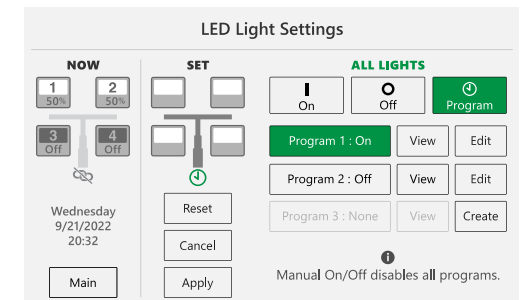 LED Light Settings
NOW
1
50%
2
50%
3
Off
4
Off
Wednesday
9/21/2022
20:32
Main
SET
Reset
Cancel
Apply
ALL LIGHTS
I
On
O
Off
Program
Program 1 : On
View
Edit
Program 2 : Off
View
Edit
Program 3 : None
View
Create
Manual On/Off disables all programs.